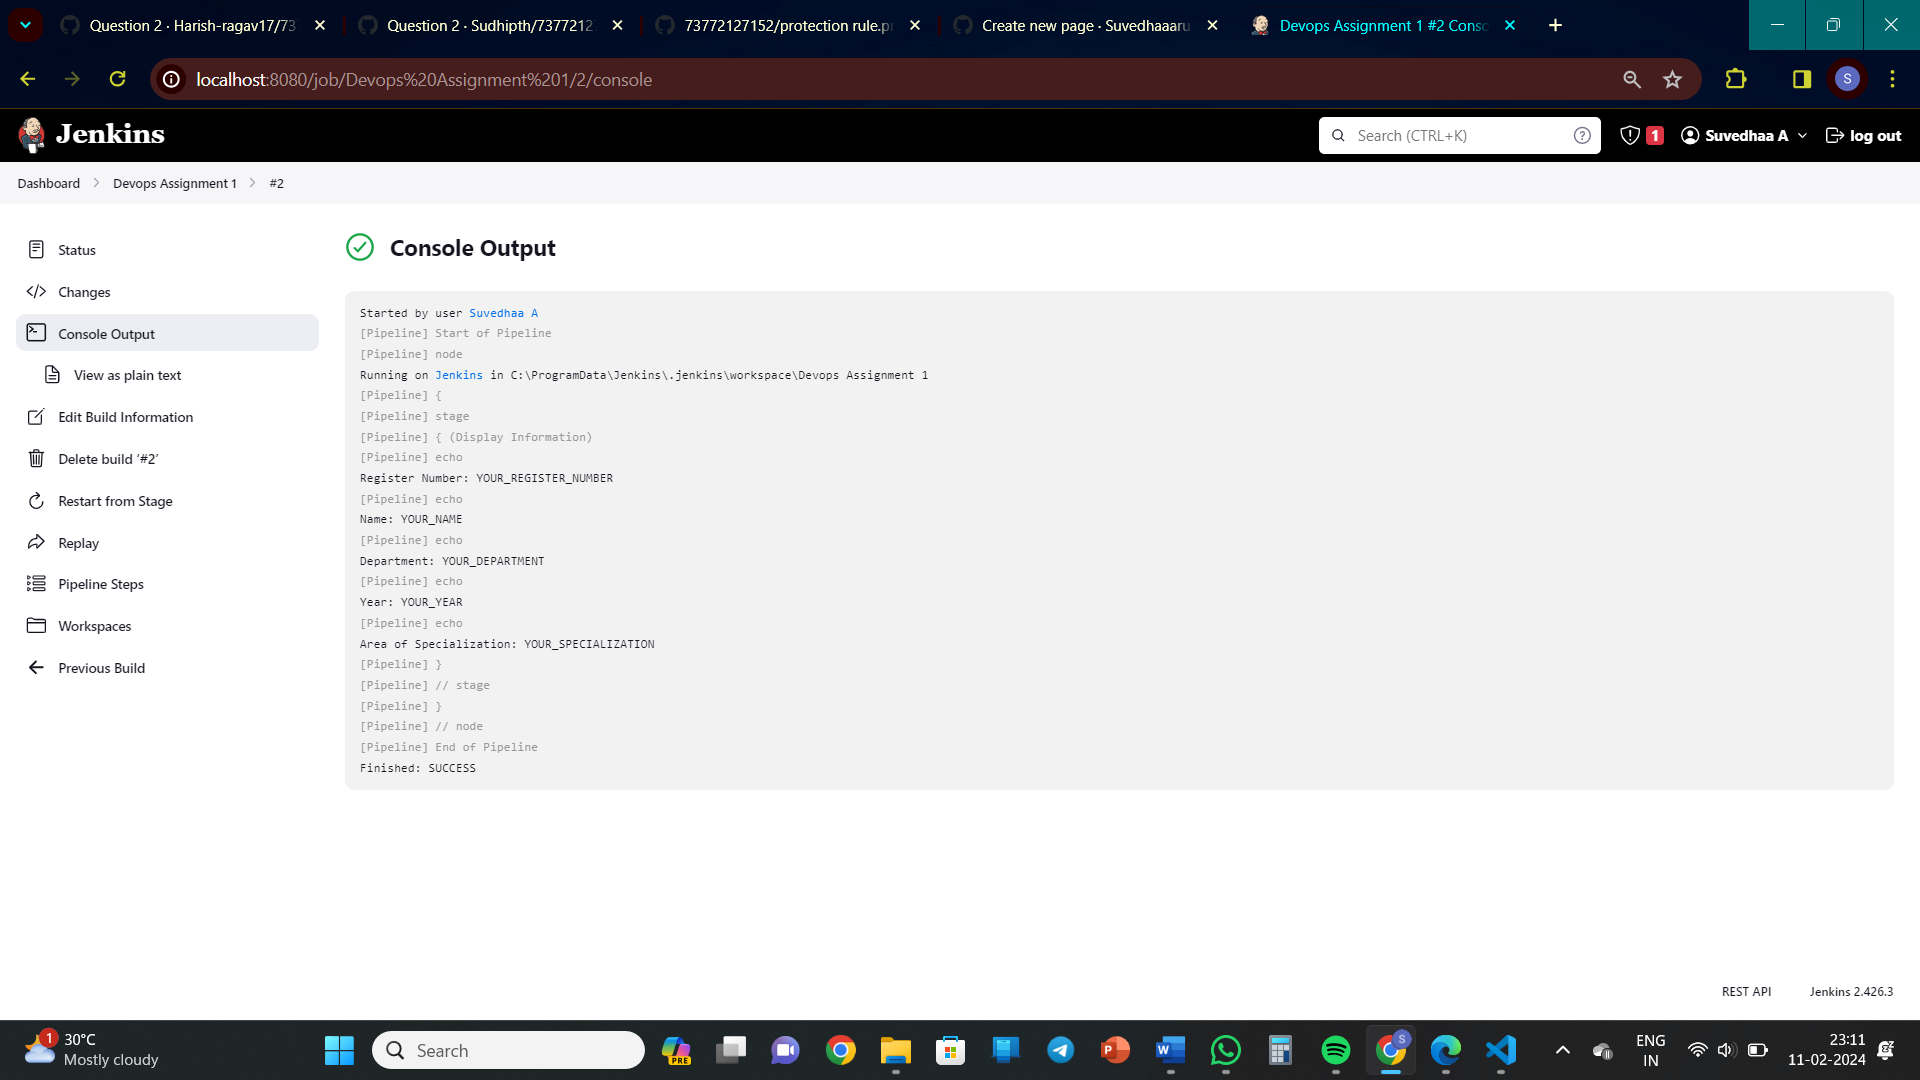 Question 2 · Harish-ragav17/73
Question 2 · Sudhipth/7377212
73772127152/protection rule.p
Create new page · Suvedhaaaru
Devops Assignment 1 #2 Conso
localhost:8080/job/Devops%20Assignment%201/2/console
S
Jenkins
Search (CTRL+K)
1
Suvedhaa A
log out
Dashboard
Devops Assignment 1
#2
Status
Changes
Console Output
View as plain text
Edit Build Information
Delete build ‘#2’
Restart from Stage
Replay
Pipeline Steps
Workspaces
Previous Build
Console Output
Started by user Suvedhaa A
[Pipeline] Start of Pipeline
[Pipeline] node
Running on Jenkins in C:\ProgramData\Jenkins\.jenkins\workspace\Devops Assignment 1
[Pipeline] {
[Pipeline] stage
[Pipeline] { (Display Information)
[Pipeline] echo
Register Number: YOUR_REGISTER_NUMBER
[Pipeline] echo
Name: YOUR_NAME
[Pipeline] echo
Department: YOUR_DEPARTMENT
[Pipeline] echo
Year: YOUR_YEAR
[Pipeline] echo
Area of Specialization: YOUR_SPECIALIZATION
[Pipeline] }
[Pipeline] // stage
[Pipeline] }
[Pipeline] // node
[Pipeline] End of Pipeline
Finished: SUCCESS
REST API
Jenkins 2.426.3
1
30°C
Mostly cloudy
Search
PRE
S
ENG
IN
23:11
11-02-2024